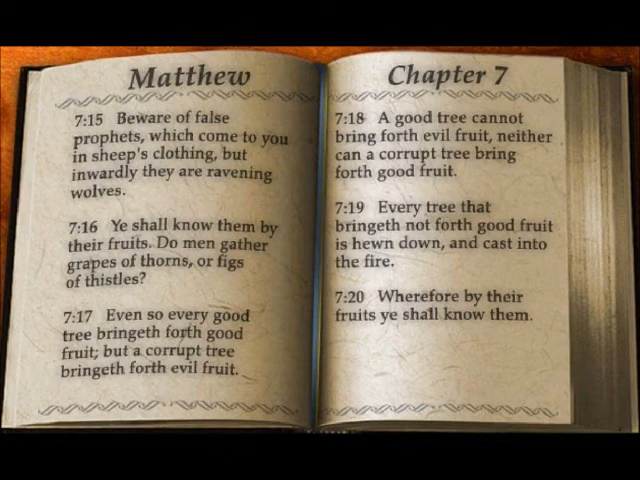 Matthew
7:15 Beware of false
prophets, which come to you
in sheep's clothing, but
inwardly they are ravening
wolves.
7:16 Ye shall know them by
their fruits. Do men gather
grapes of thorns, or figs
of thistles?
7:17 Even so every good
tree bringeth forth good
fruit; but a corrupt tree
bringeth forth evil fruit.
Chapter 7
7:18 A good tree cannot
bring forth evil fruit, neither
can a corrupt tree bring
forth good fruit.
7:19 Every tree that
bringeth not forth good fruit
is hewn down, and cast into
the fire.
7:20 Wherefore by their
fruits ye shall know them.